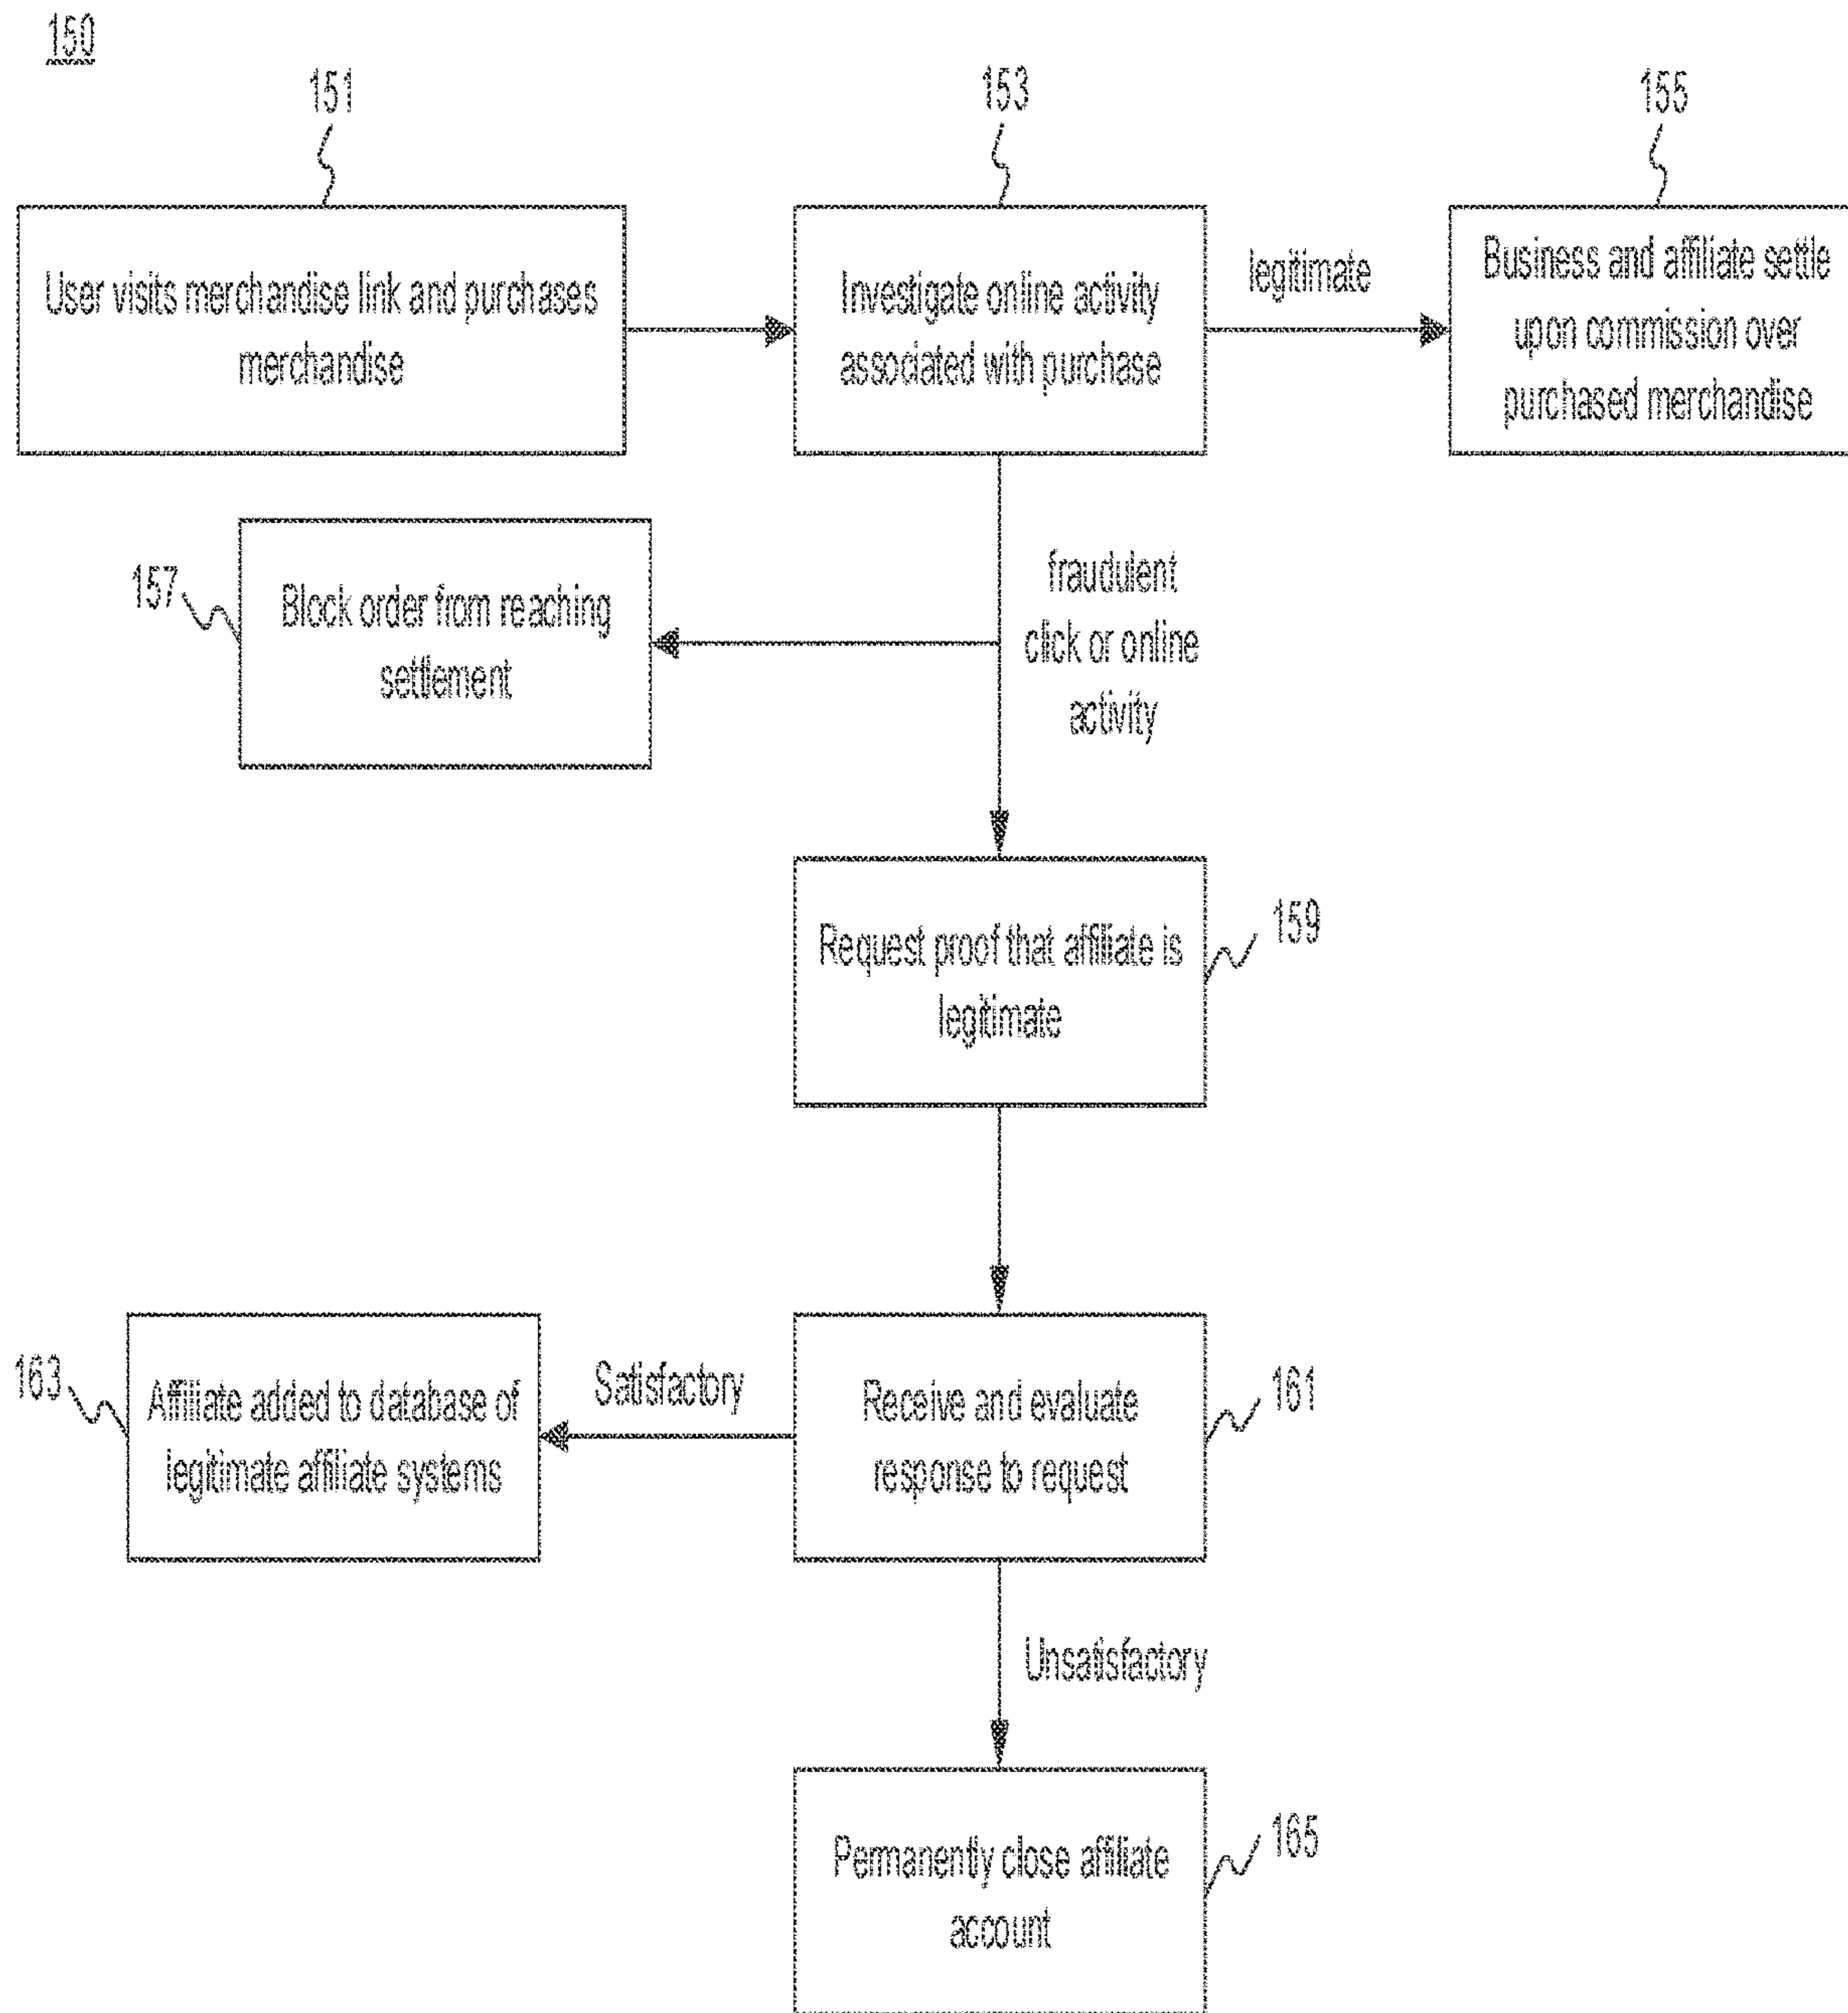 150
151
153
155
User visits merchandise link and purchases
merchandise
Investigate online activity
associated with purchase
legitimate
Business and affiliate settle
upon commission over
purchased merchandise
157
Block order from reaching
settlement
fraudulent
click or online
activity
Request proof that affiliate is
legitimate
159
163
Affiliate added to database of
legitimate affiliate systems
Satisfactory
Receive and evaluate
response to request
161
Unsatisfactory
Permanently close affiliate
account
165